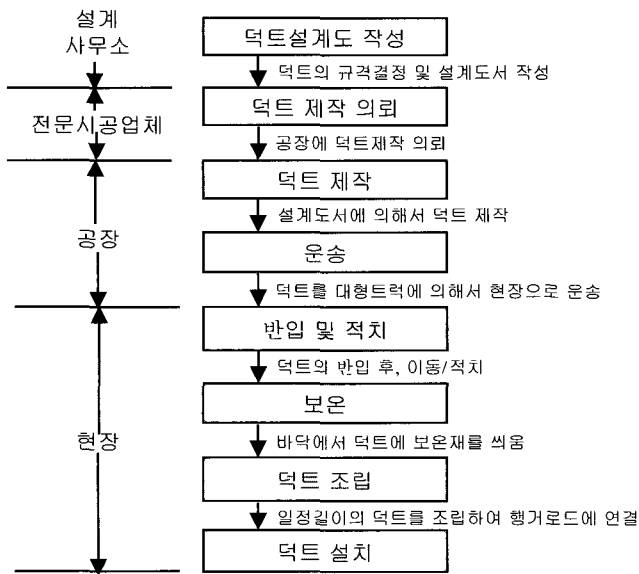 설계
사무소
덕트설계도 작성
덕트의 규격결정 및 설계도서 작성
전문시공업체
덕트 제작 의뢰
공장에 덕트제작 의뢰
공장
덕트 제작
설계도서에 의해서 덕트 제작
운송
덕트를 대형트럭에 의해서 현장으로 운송
현장
반입 및 적치
덕트의 반입 후, 이동/적치
보온
바닥에서 덕트에 보온재를 씌움
덕트 조립
일정길이의 덕트를 조립하여 행거로드에 연결
덕트 설치